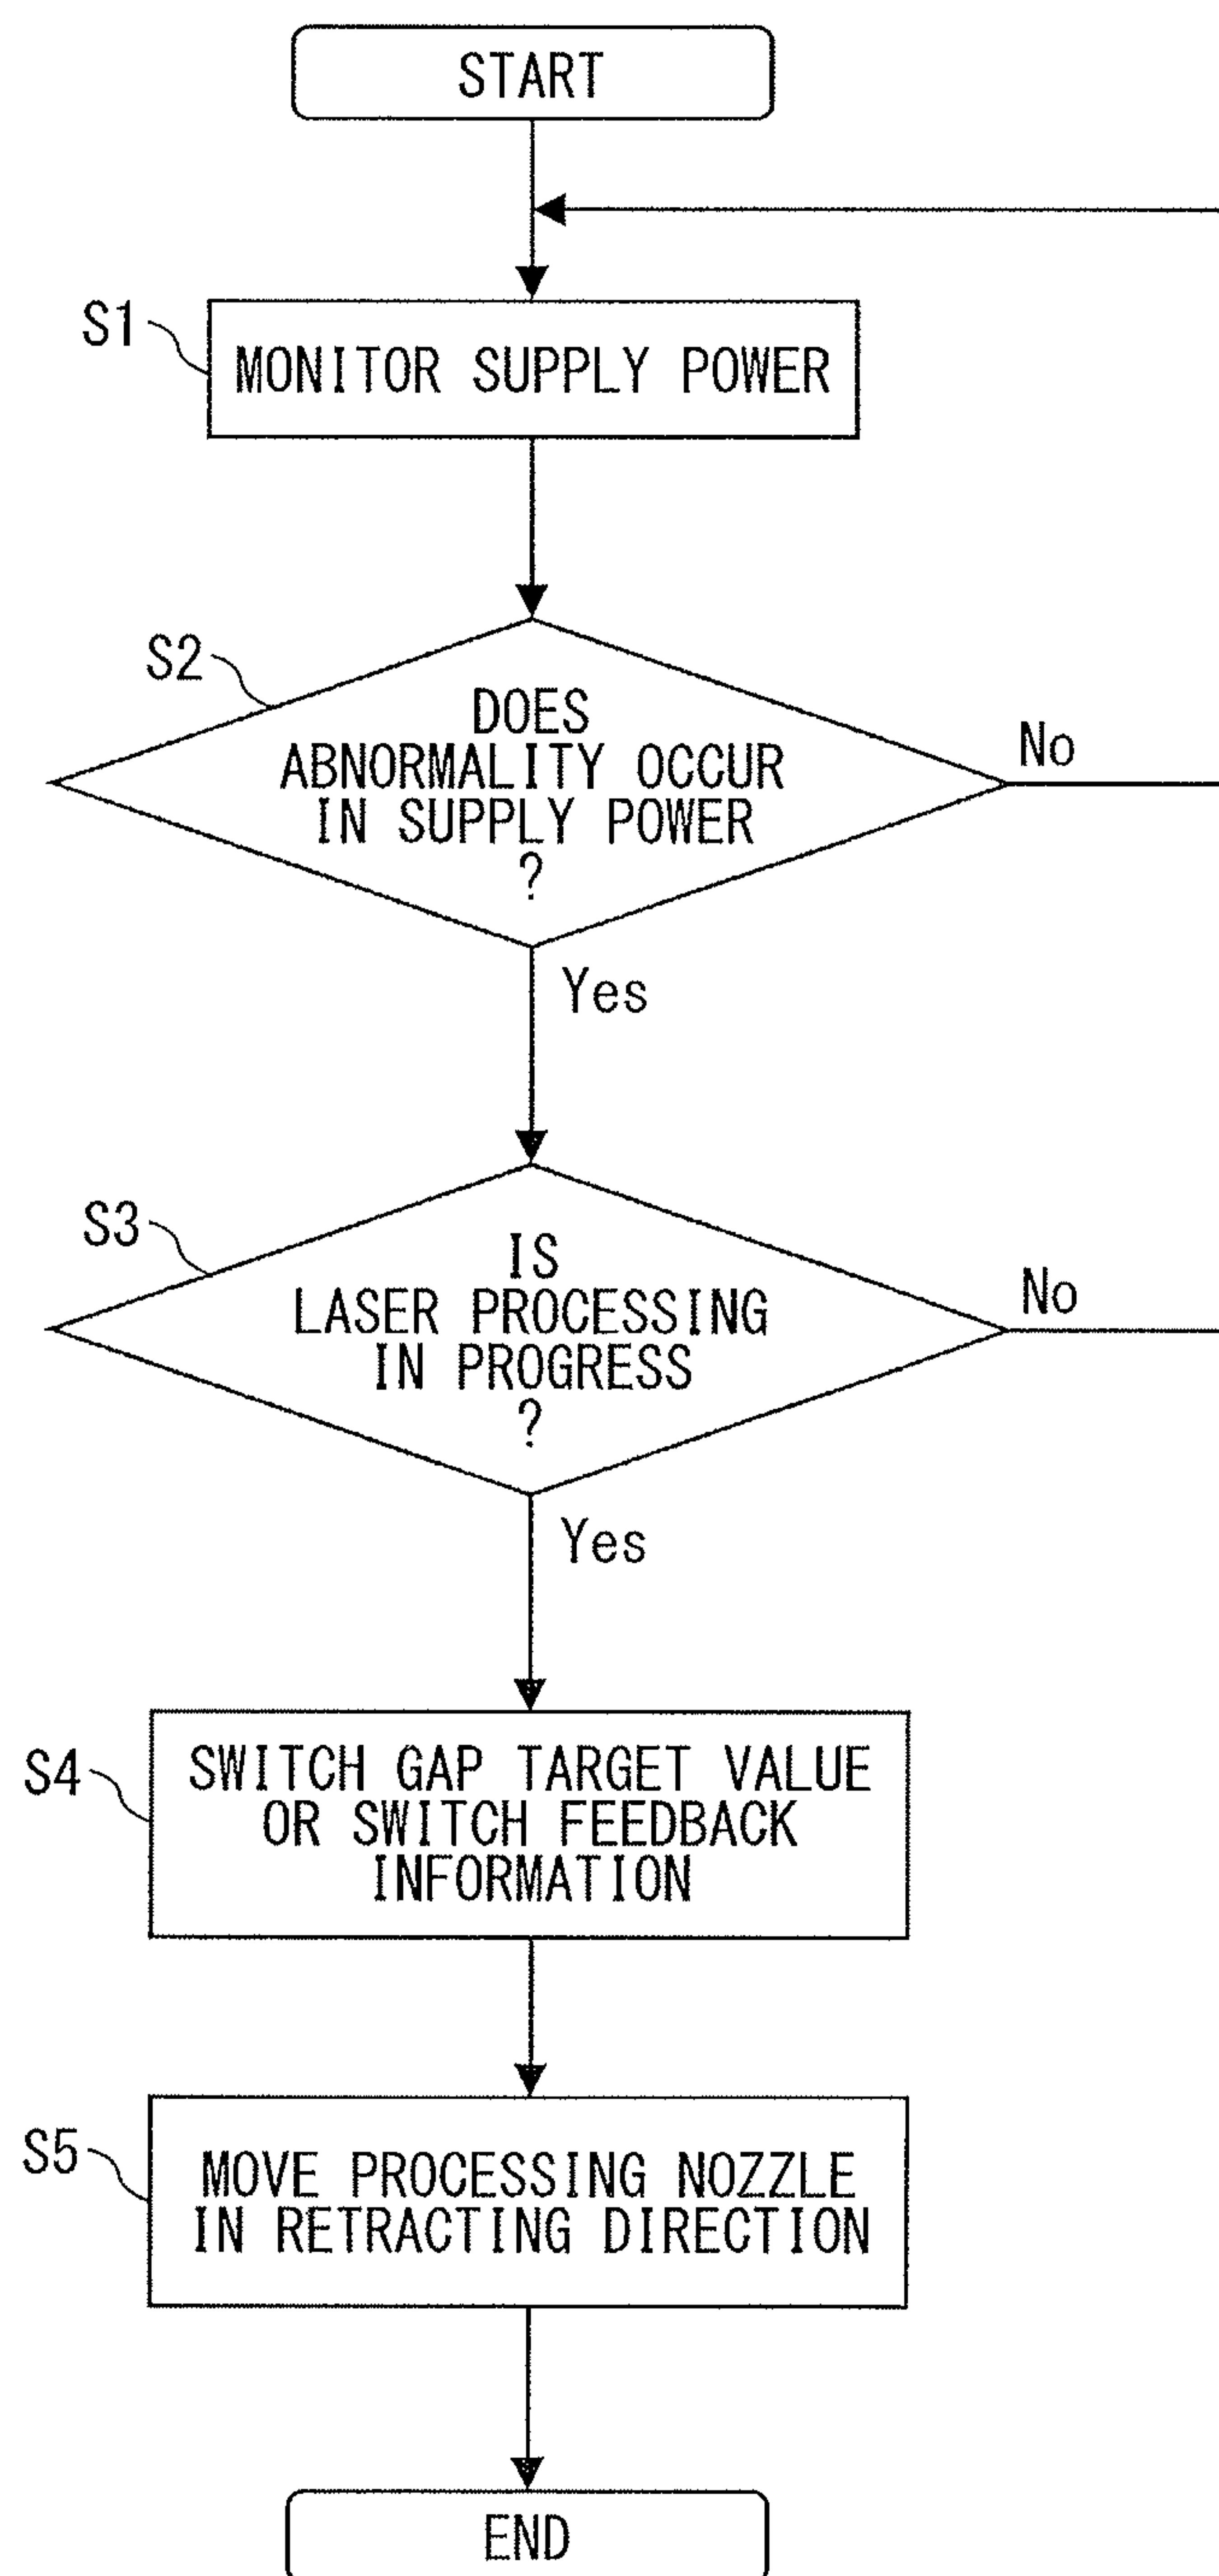 START
S1
MONITOR SUPPLY POWER
S2
DOES
ABNORMALITY OCCUR
IN SUPPLY POWER
?
No
Yes
S3
IS
LASER PROCESSING
IN PROGRESS
?
No
Yes
S4
SWITCH GAP TARGET VALUE
OR SWITCH FEEDBACK
INFORMATION
S5
MOVE PROCESSING NOZZLE
IN RETRACTING DIRECTION
END